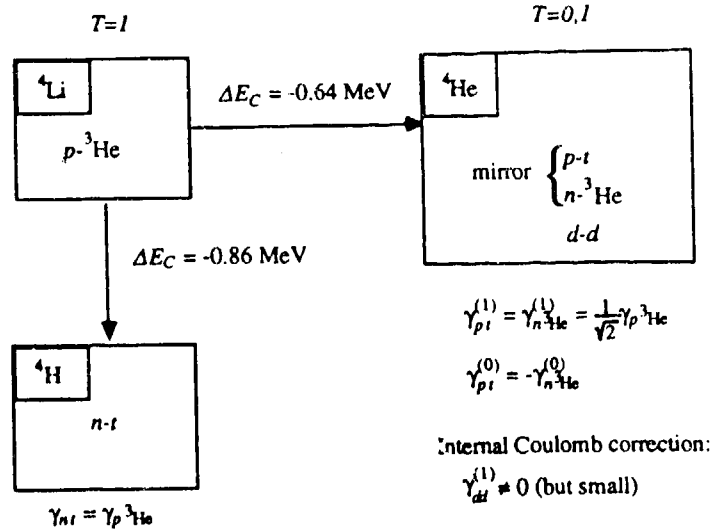 T=1
T=0,1
⁴Li
p-³He
ΔE_C = -0.64 MeV
⁴He
mirror { p-t
n-³He
d-d
ΔE_C = -0.86 MeV
⁴H
n-t
γ_nt = γ_p³He
γ_pt^(1) = γ_n³He^(1) = 1/√2 γ_p³He
γ_pt^(0) = -γ_n³He^(0)
Internal Coulomb correction:
γ_dd^(1) ≠ 0 (but small)